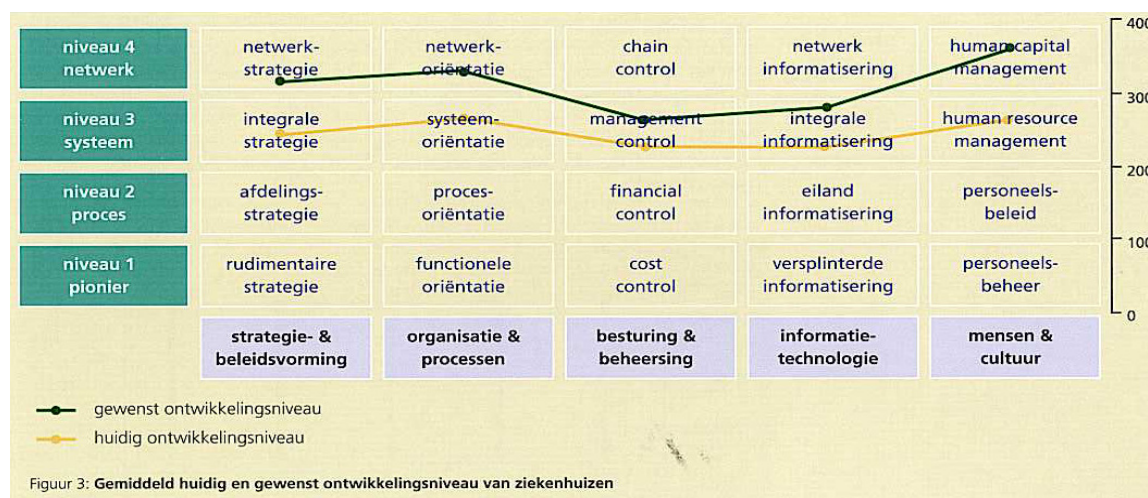 niveau 4
netwerk
netwerk-
strategie
netwerk-
oriëntatie
chain
control
netwerk
informatisering
human capital
management
400
300
niveau 3
systeem
integrale
strategie
systeem-
oriëntatie
management
control
integrale
informatisering
human resource
management
200
niveau 2
proces
afdelings-
strategie
proces-
oriëntatie
financial
control
eiland
informatisering
personeels-
beleid
100
niveau 1
pionier
rudimentaire
strategie
functionele
oriëntatie
cost
control
versplinterde
informatisering
personeels-
beheer
0
strategie- &
beleidsvorming
organisatie &
processen
besturing &
beheersing
informatie-
technologie
mensen &
cultuur
gewenst ontwikkelingsniveau
huidig ontwikkelingsniveau
Figuur 3: Gemiddeld huidig en gewenst ontwikkelingsniveau van ziekenhuizen